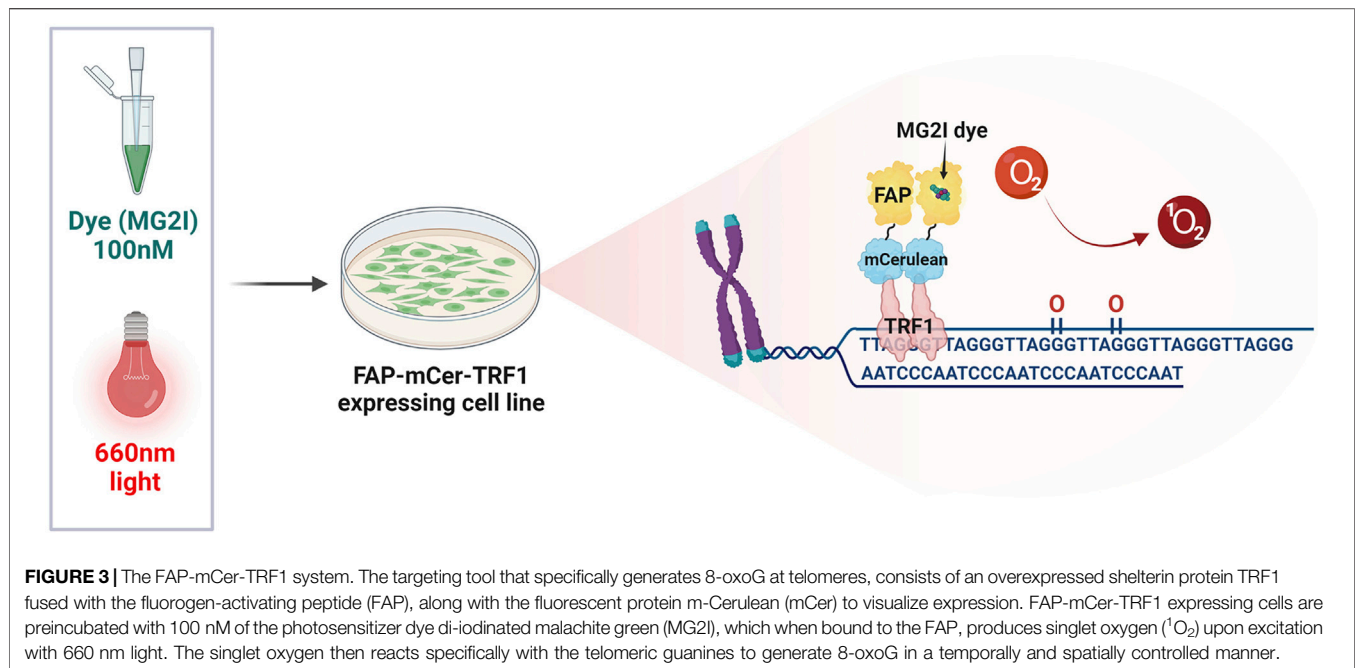 Dye (MG2I)
100nM
660nm
light
FAP-mCer-TRF1
expressing cell line
MG2I dye
FAP
mCerulean
TRF1
O₂
¹O₂
O O
TTAGGGTTAGGGTTAGGGTTAGGGTTAGGGTTAGGG
AATCCCAATCCCAATCCCAATCCCAAT
FIGURE 3 | The FAP-mCer-TRF1 system. The targeting tool that specifically generates 8-oxoG at telomeres, consists of an overexpressed shelterin protein TRF1
fused with the fluorogen-activating peptide (FAP), along with the fluorescent protein m-Cerulean (mCer) to visualize expression. FAP-mCer-TRF1 expressing cells are
preincubated with 100 nM of the photosensitizer dye di-iodinated malachite green (MG2I), which when bound to the FAP, produces singlet oxygen (¹O₂) upon excitation
with 660 nm light. The singlet oxygen then reacts specifically with the telomeric guanines to generate 8-oxoG in a temporally and spatially controlled manner.